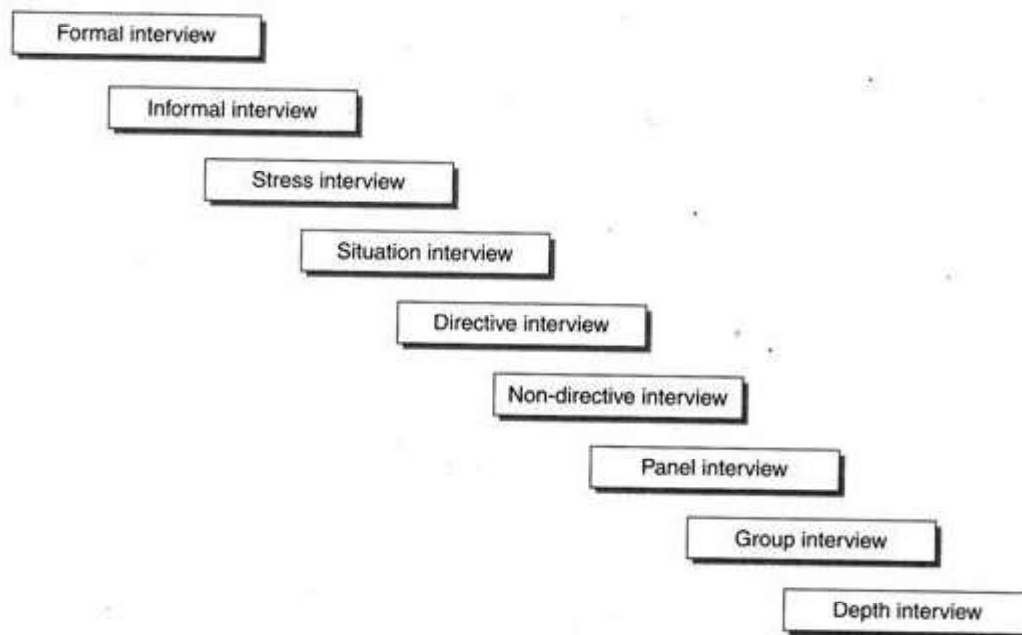 Formal interview
Informal interview
Stress interview
Situation interview
Directive interview
Non-directive interview
Panel interview
Group interview
Depth interview